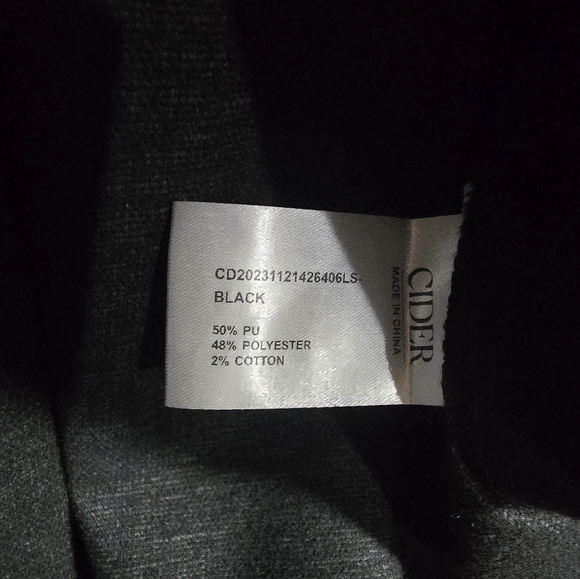 CD20231121426406LS-
BLACK
50% PU
48% POLYESTER
2% COTTON
CIDER
MADE IN CHINA